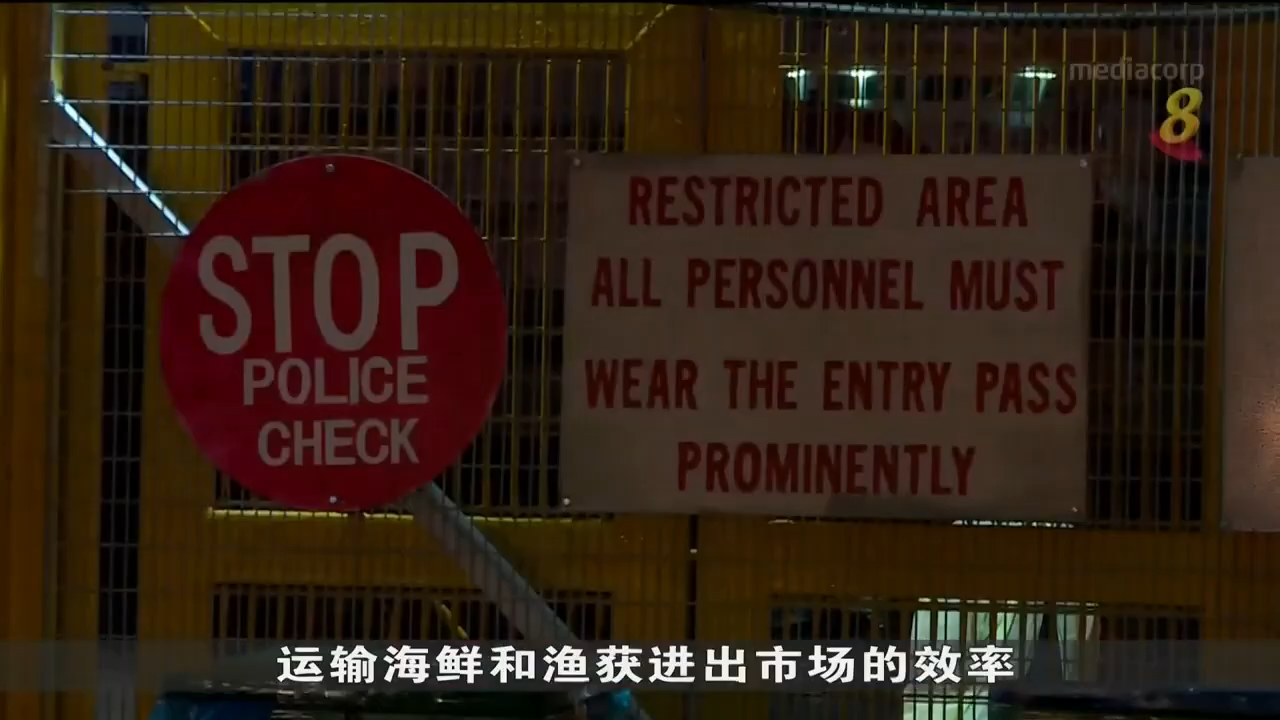 mediacorp
8
STOP
POLICE
CHECK
RESTRICTED AREA
ALL PERSONNEL MUST
WEAR THE ENTRY PASS
PROMINENTLY
运输海鲜和渔获进出市场的效率